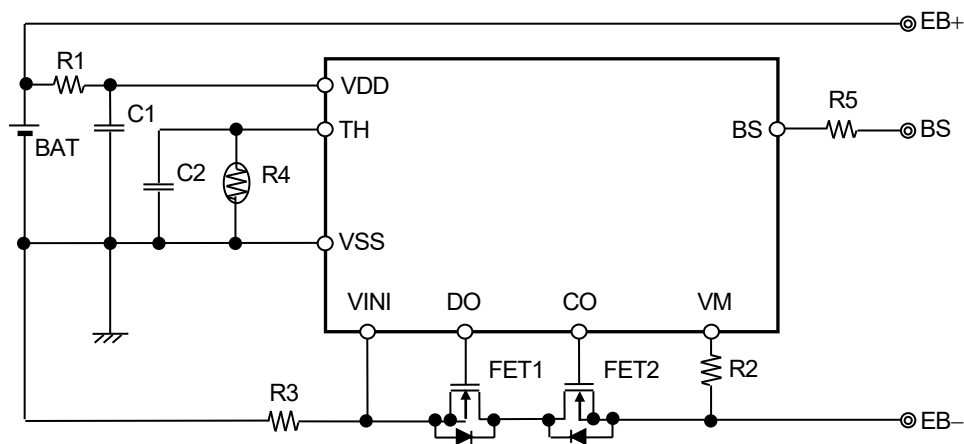 EB+
R1
VDD
R5
C1
TH
BS
BS
BAT
C2
R4
VSS
VINI
DO
CO
VM
FET1
FET2
R2
R3
EB−